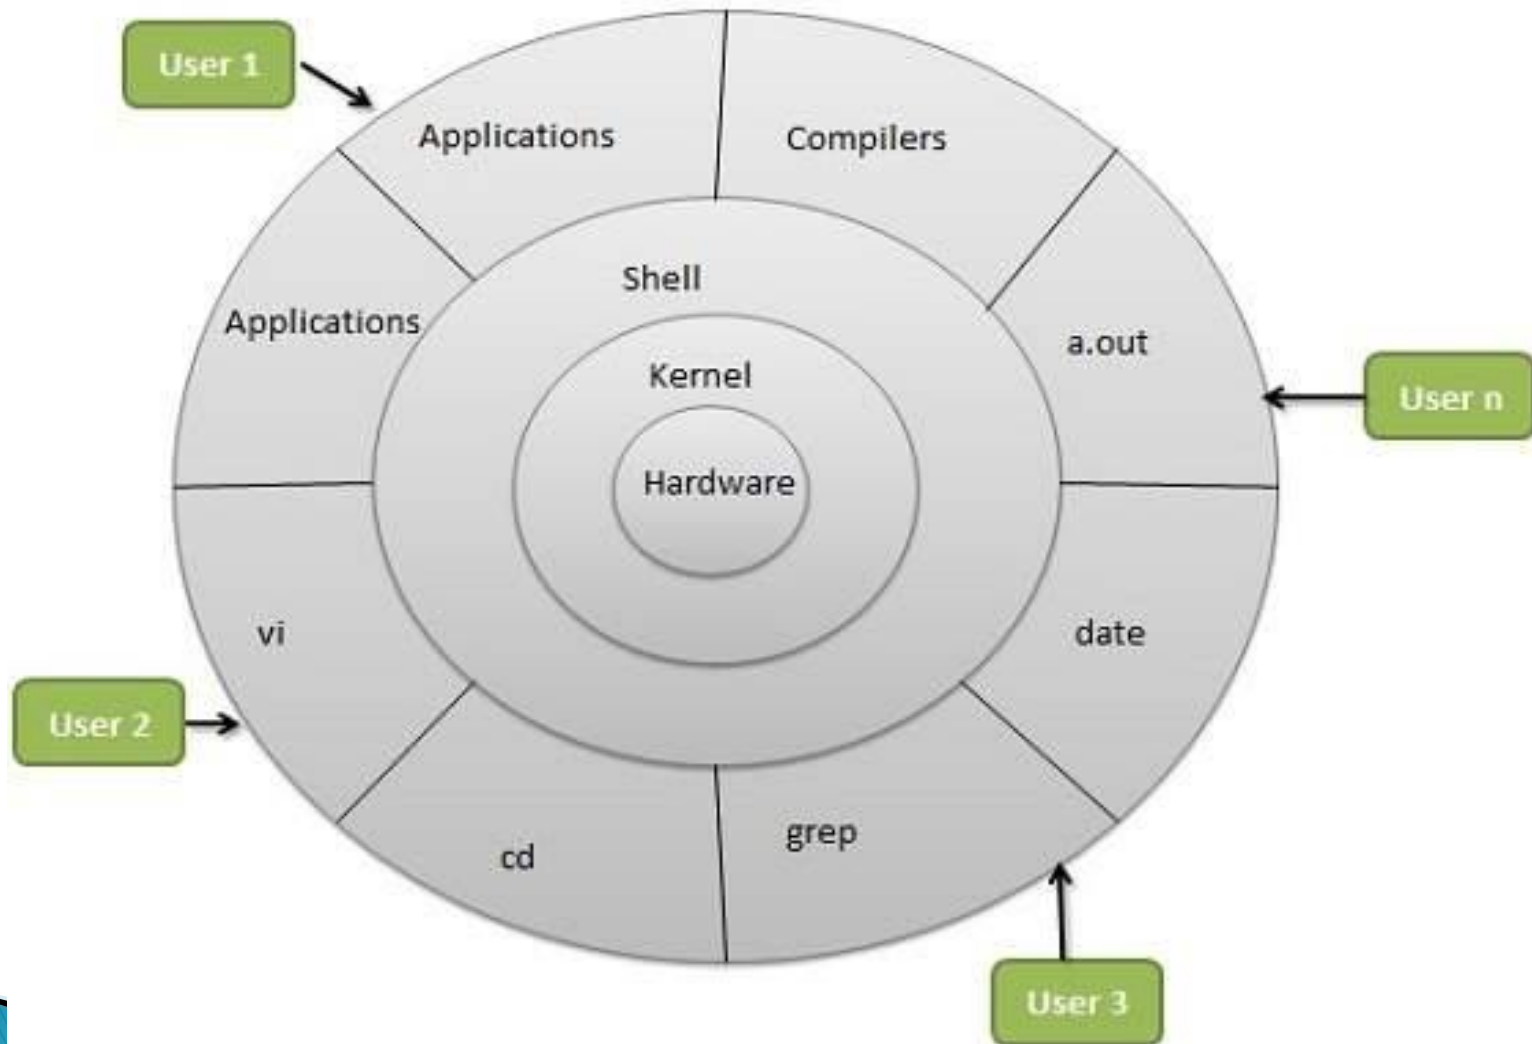 User 1
Applications
Compilers
Shell
Applications
a.out
Kernel
User n
Hardware
vi
date
User 2
grep
cd
User 3